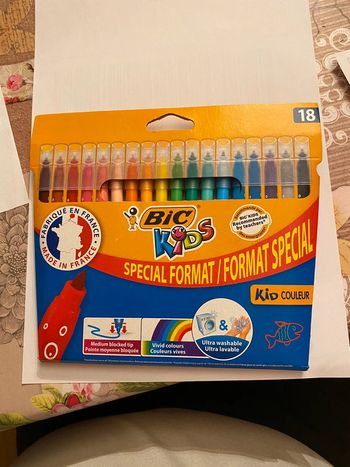 18
FABRIQUÉ EN FRANCE
MADE IN FRANCE
BIC
KIDS
BIC KIDS
Recommended
by teachers
SPECIAL FORMAT/FORMAT SPECIAL
Kid COULEUR
&
Medium blocked tip
Pointe moyenne bloquée
Vivid colours
Couleurs vives
Ultra washable
Ultra lavable